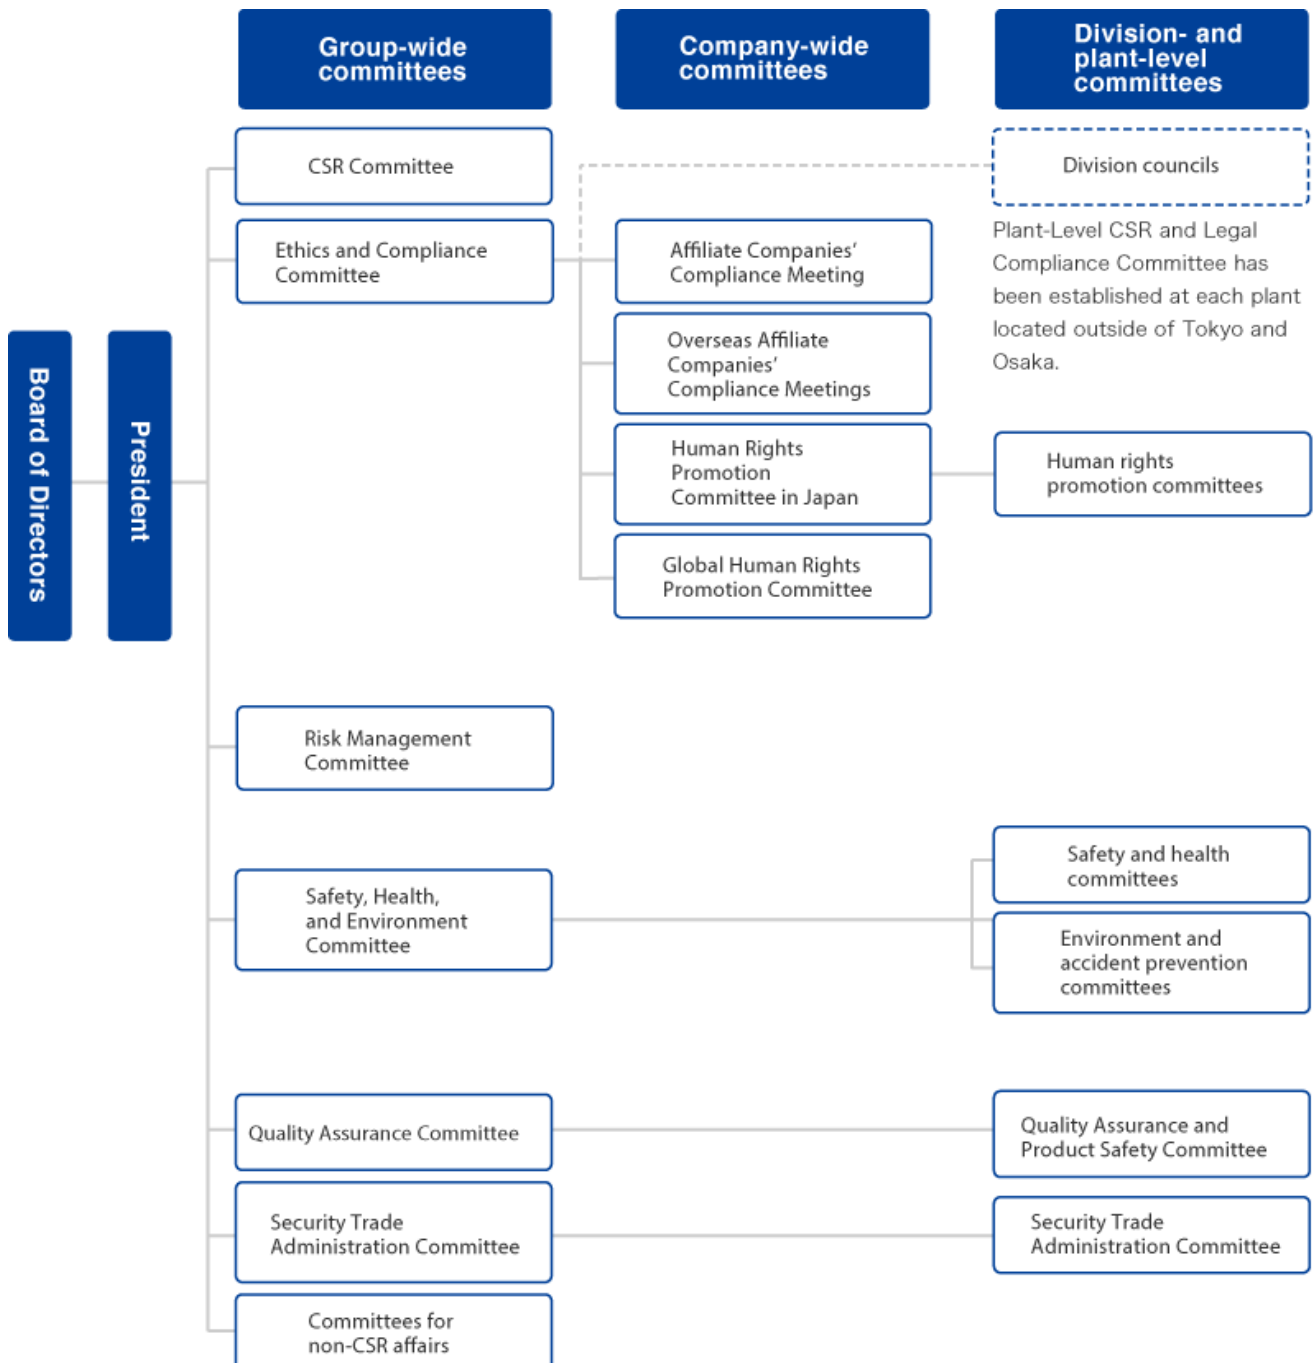 Group-wide
committees
Company-wide
committees
Division- and
plant-level
committees
CSR Committee
Division councils
Ethics and Compliance
Committee
Affiliate Companies’
Compliance Meeting
Plant-Level CSR and Legal
Compliance Committee has
been established at each plant
located outside of Tokyo and
Osaka.
Overseas Affiliate
Companies’
Compliance Meetings
Board of Directors
President
Human Rights
Promotion
Committee in Japan
Human rights
promotion committees
Global Human Rights
Promotion Committee
Risk Management
Committee
Safety, Health,
and Environment
Committee
Safety and health
committees
Environment and
accident prevention
committees
Quality Assurance Committee
Quality Assurance and
Product Safety Committee
Security Trade
Administration Committee
Security Trade
Administration Committee
Committees for
non-CSR affairs